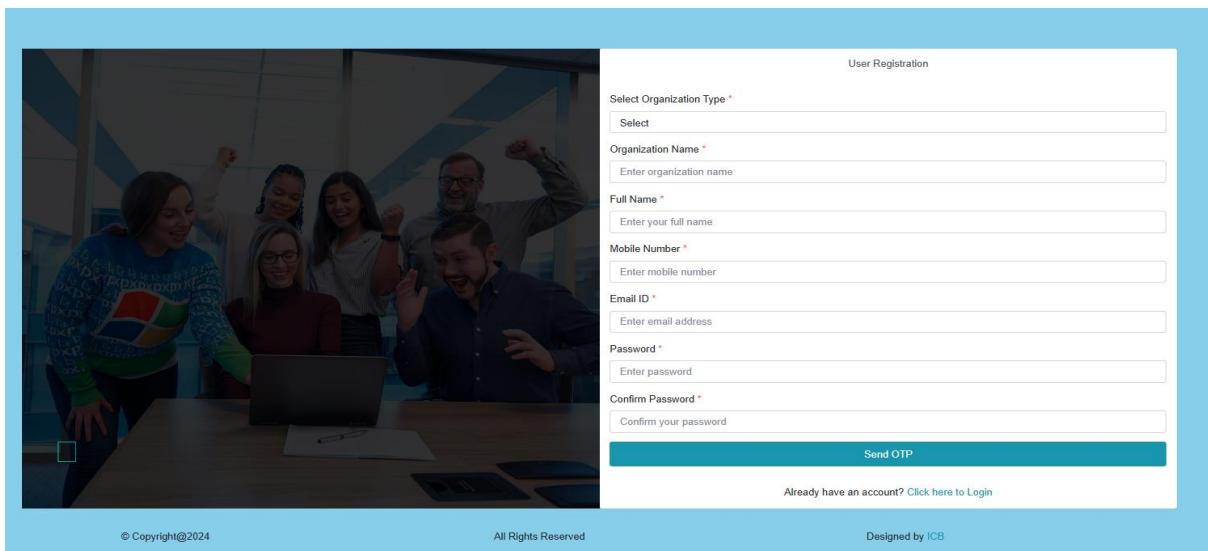 User Registration
Select Organization Type *
Select
Organization Name *
Enter organization name
Full Name *
Enter your full name
Mobile Number *
Enter mobile number
Email ID *
Enter email address
Password *
Enter password
Confirm Password *
Confirm your password
Send OTP
Already have an account? Click here to Login
© Copyright@2024 All Rights Reserved Designed by ICB